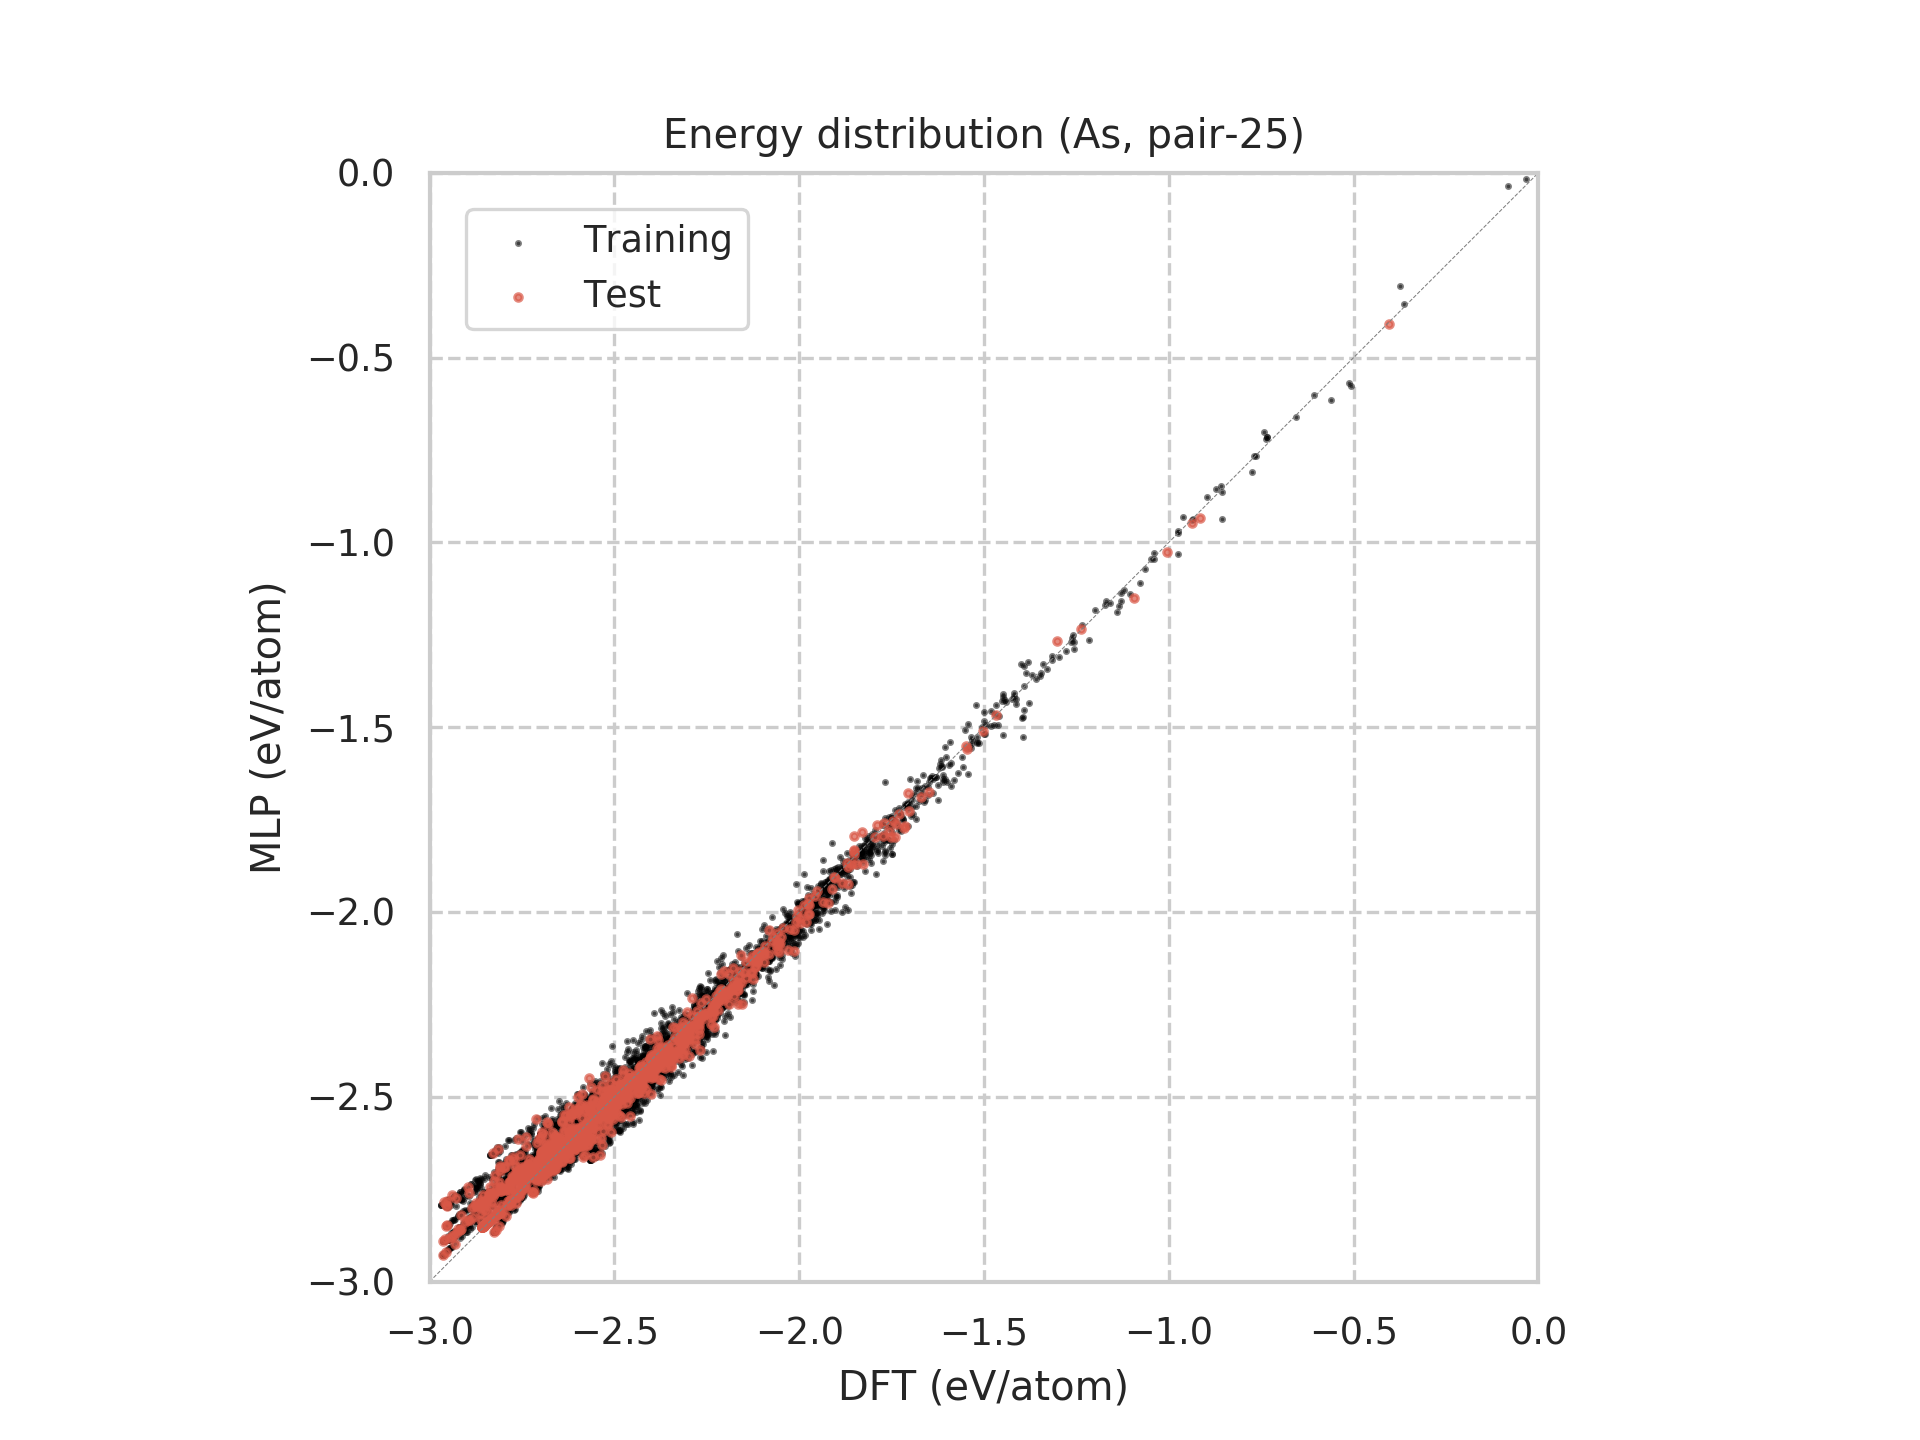 Energy distribution (As, pair-25)
Training
Test
0.0
−0.5
−1.0
−1.5
−2.0
−2.5
−3.0
MLP (eV/atom)
−3.0 −2.5 −2.0 −1.5 −1.0 −0.5 0.0
DFT (eV/atom)